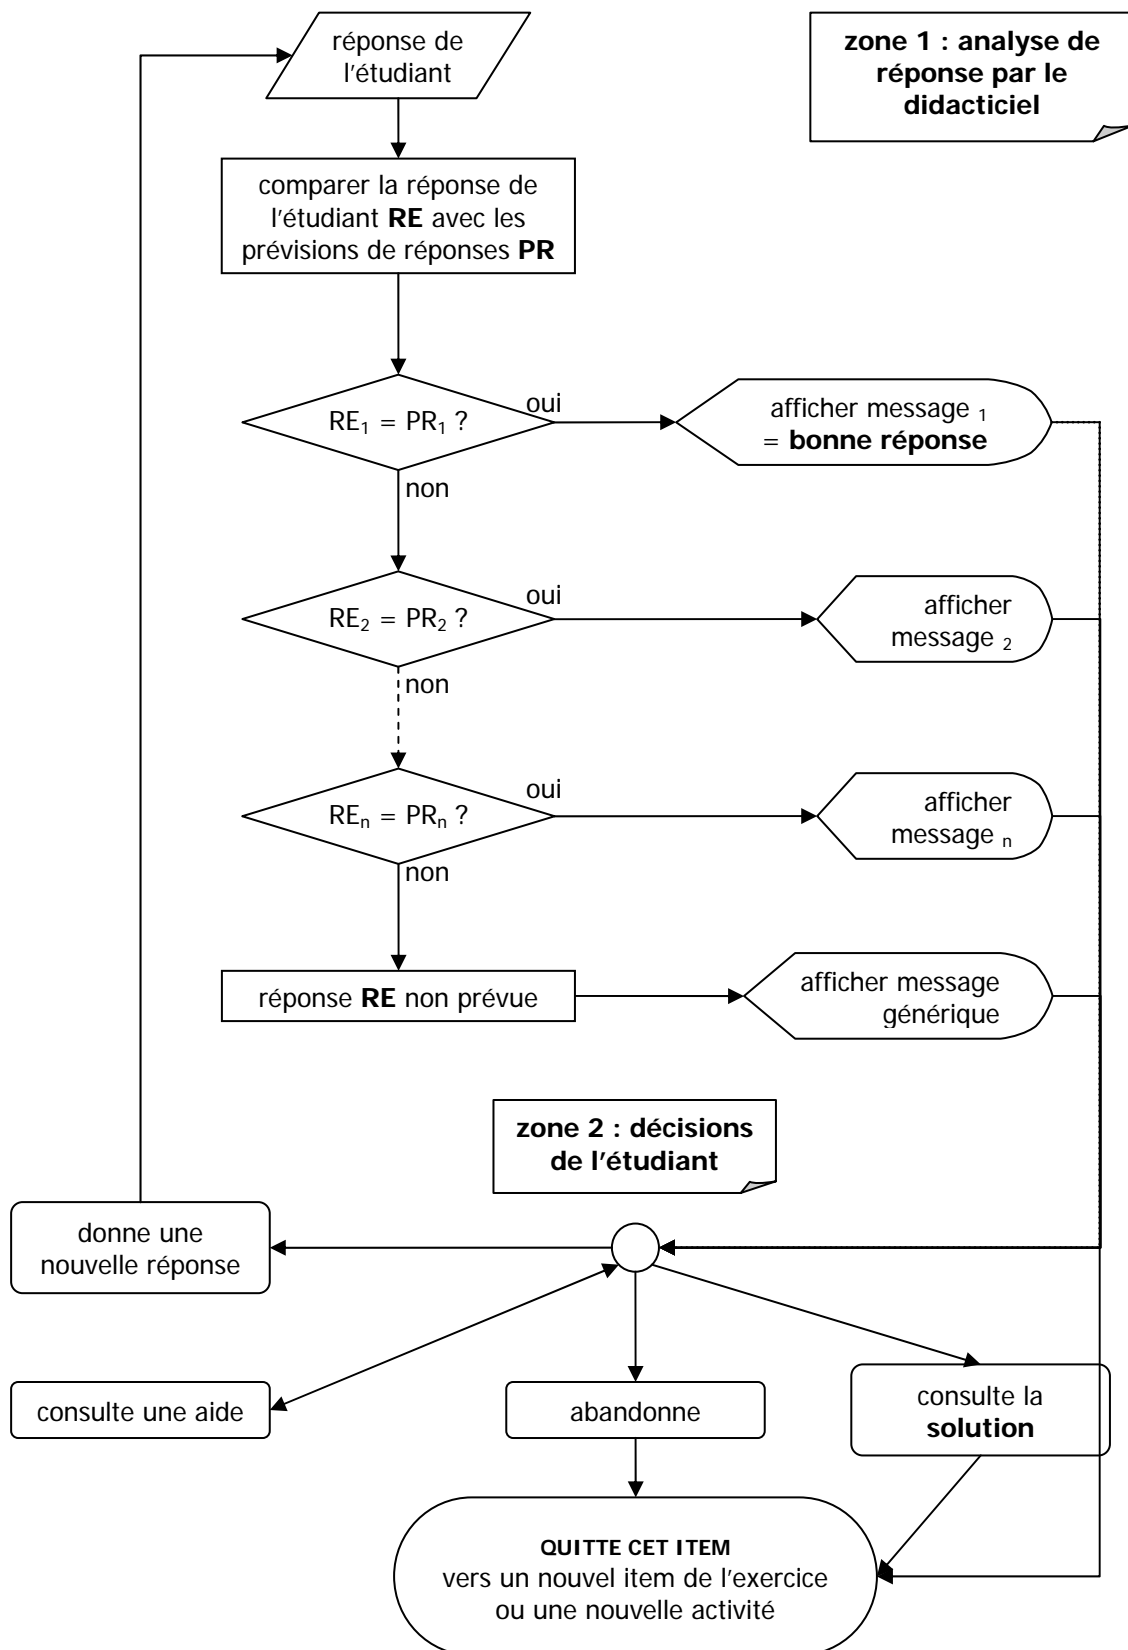 réponse de
l'étudiant
zone 1 : analyse de
réponse par le
didacticiel
comparer la réponse de
l'étudiant RE avec les
prévisions de réponses PR
RE₁ = PR₁ ?
oui
afficher message ₁
= bonne réponse
non
RE₂ = PR₂ ?
oui
afficher
message ₂
non
REₙ = PRₙ ?
oui
afficher
message ₙ
non
réponse RE non prévue
afficher message
générique
zone 2 : décisions
de l'étudiant
donne une
nouvelle réponse
consulte une aide
abandonne
consulte la
solution
QUITTE CET ITEM
vers un nouvel item de l'exercice
ou une nouvelle activité